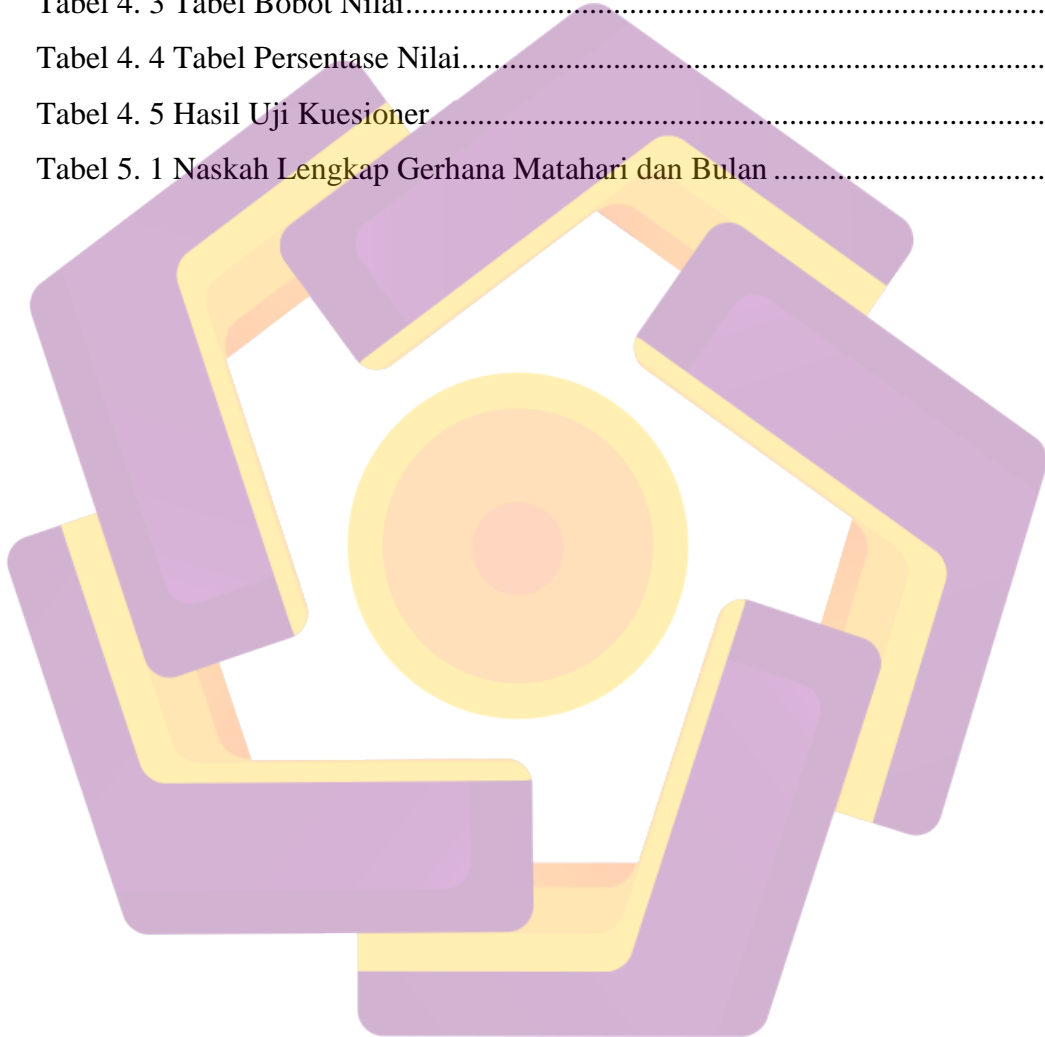 Tabel 4. 3 Tabel Bobot Nilai..............................................................................
Tabel 4. 4 Tabel Persentase Nilai.......................................................................
Tabel 4. 5 Hasil Uji Kuesioner...........................................................................
Tabel 5. 1 Naskah Lengkap Gerhana Matahari dan Bulan .................................